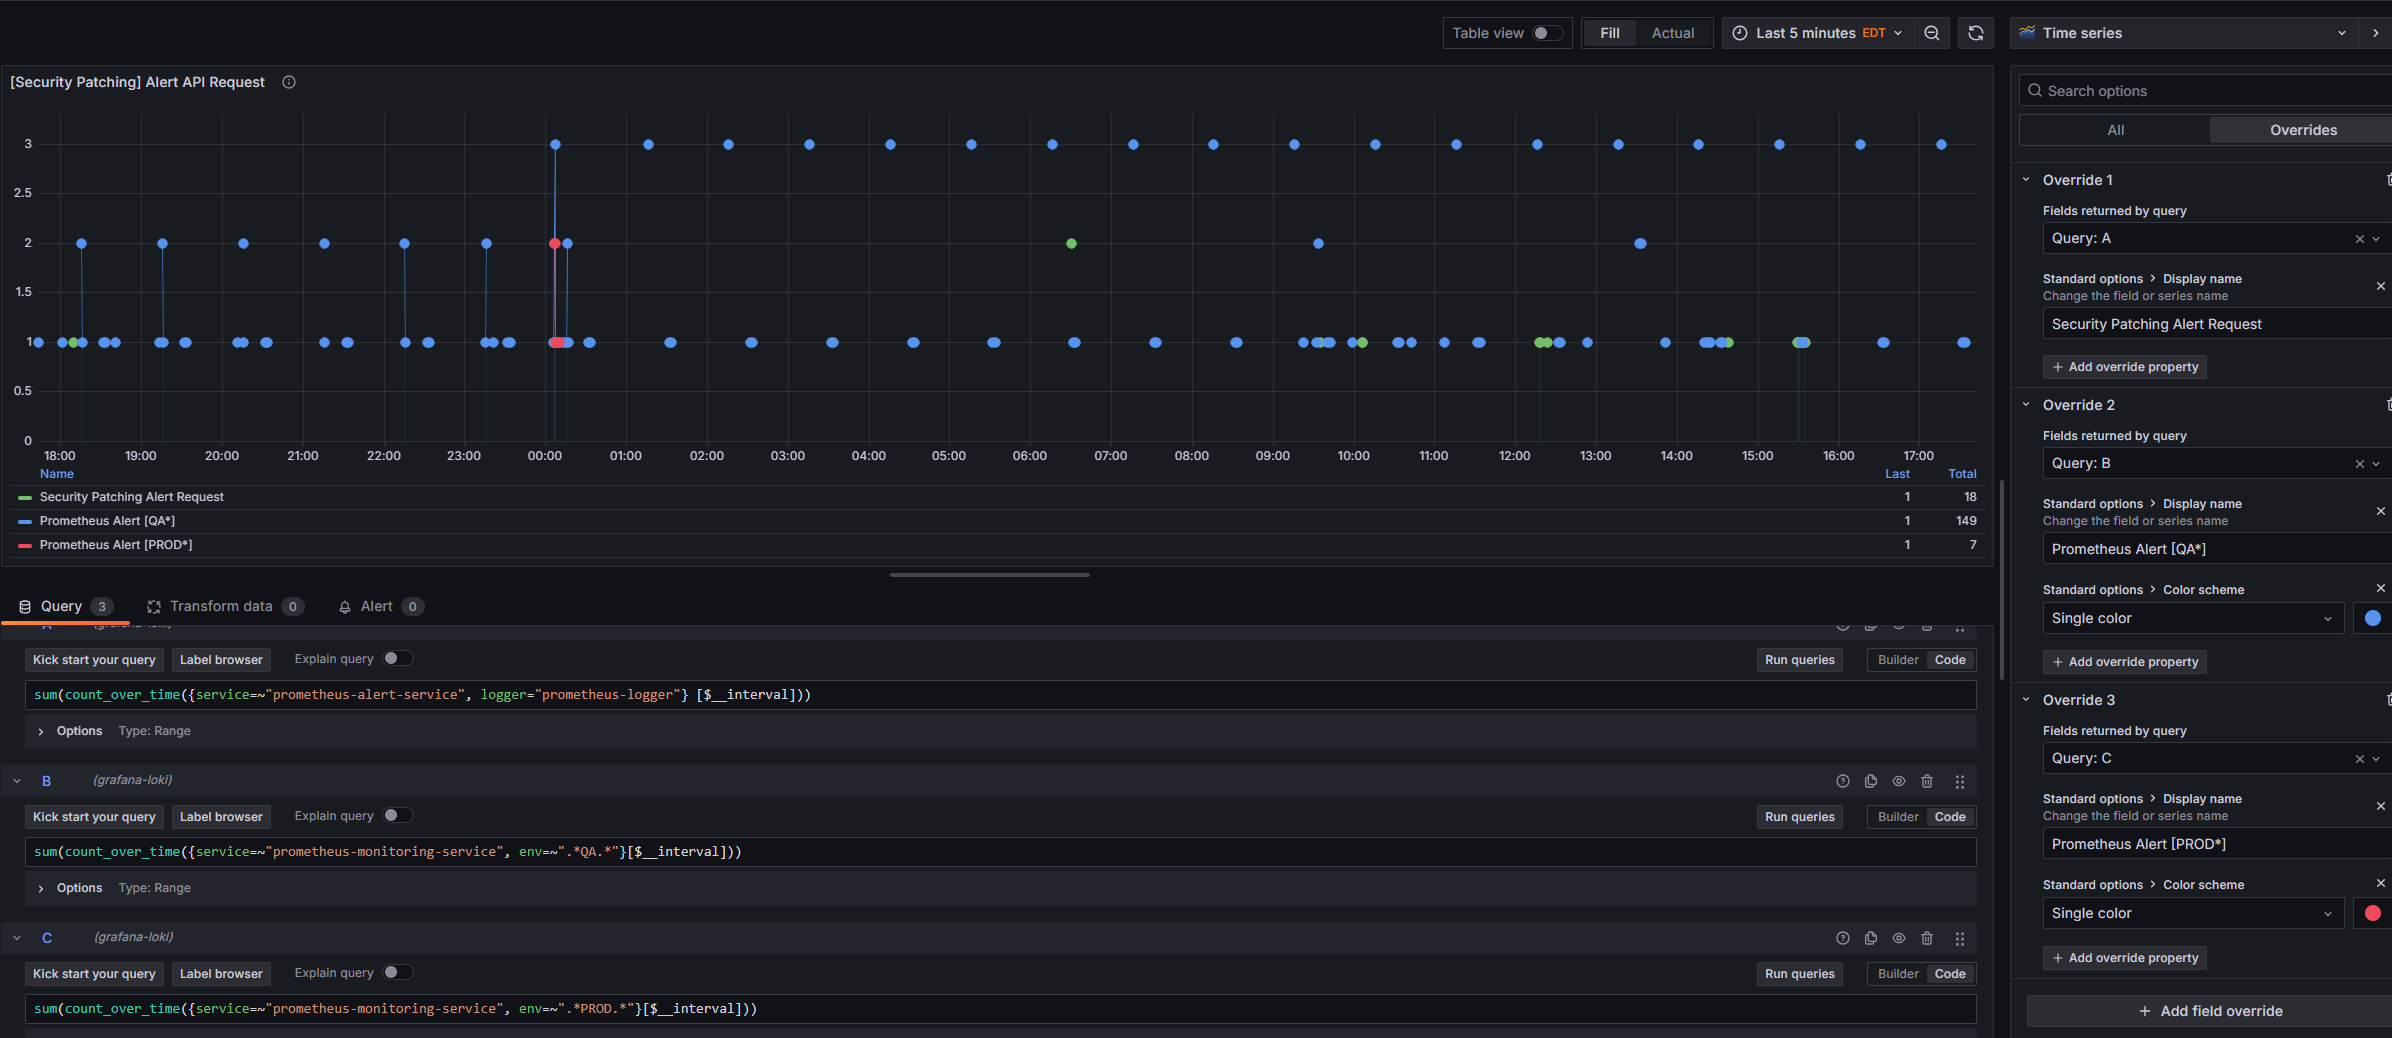 Table view
Fill
Actual
Last 5 minutes EDT
Time series
[Security Patching] Alert API Request
Search options
All
Overrides
3
2.5
2
1.5
1
0.5
0
18:00
19:00
20:00
21:00
22:00
23:00
00:00
01:00
02:00
03:00
04:00
05:00
06:00
07:00
08:00
09:00
10:00
11:00
12:00
13:00
14:00
15:00
16:00
17:00
Name Last Total
Security Patching Alert Request 1 18
Prometheus Alert [QA*] 1 149
Prometheus Alert [PROD*] 1 7
Query 3
Transform data 0
Alert 0
A (grafana-loki)
Kick start your query
Label browser
Explain query
Run queries
Builder
Code
sum(count_over_time({service=~"prometheus-alert-service", logger="prometheus-logger"} [$__interval]))
Options Type: Range
B (grafana-loki)
Kick start your query
Label browser
Explain query
Run queries
Builder
Code
sum(count_over_time({service=~"prometheus-monitoring-service", env=~".*QA.*"}[$__interval]))
Options Type: Range
C (grafana-loki)
Kick start your query
Label browser
Explain query
Run queries
Builder
Code
sum(count_over_time({service=~"prometheus-monitoring-service", env=~".*PROD.*"}[$__interval]))
Override 1
Fields returned by query
Query: A
Standard options > Display name
Change the field or series name
Security Patching Alert Request
+ Add override property
Override 2
Fields returned by query
Query: B
Standard options > Display name
Change the field or series name
Prometheus Alert [QA*]
Standard options > Color scheme
Single color
+ Add override property
Override 3
Fields returned by query
Query: C
Standard options > Display name
Change the field or series name
Prometheus Alert [PROD*]
Standard options > Color scheme
Single color
+ Add override property
+ Add field override